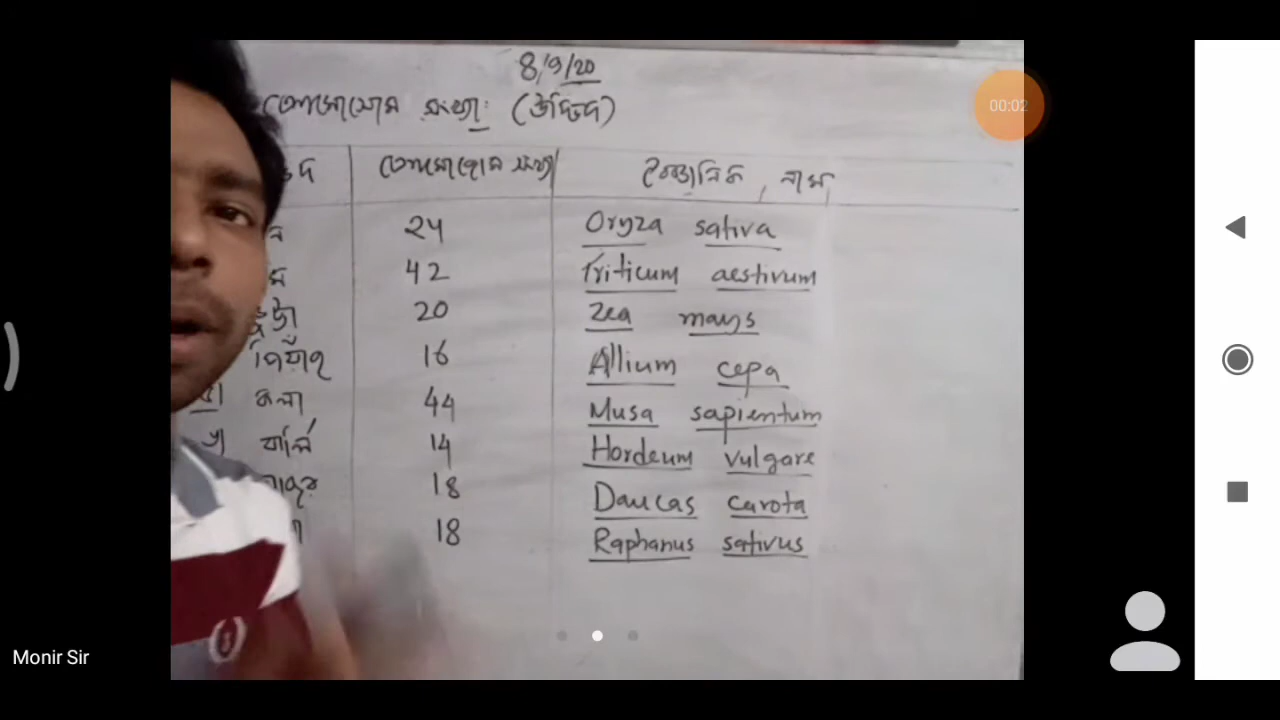 8/9/20
00:02
ক্রোমোসোম সংখ্যাঃ (উদ্ভিদ)
ক্রোমোসোম সংখ্যা বৈজ্ঞানিক নাম
24 Oryza sativa
42 Triticum aestivum
20 Zea mays
পিঁয়াজ 16 Allium cepa
কলা 44 Musa sapientum
৬। বার্লি 14 Hordeum vulgare
18 Daucas carota
18 Raphanus sativus
Monir Sir